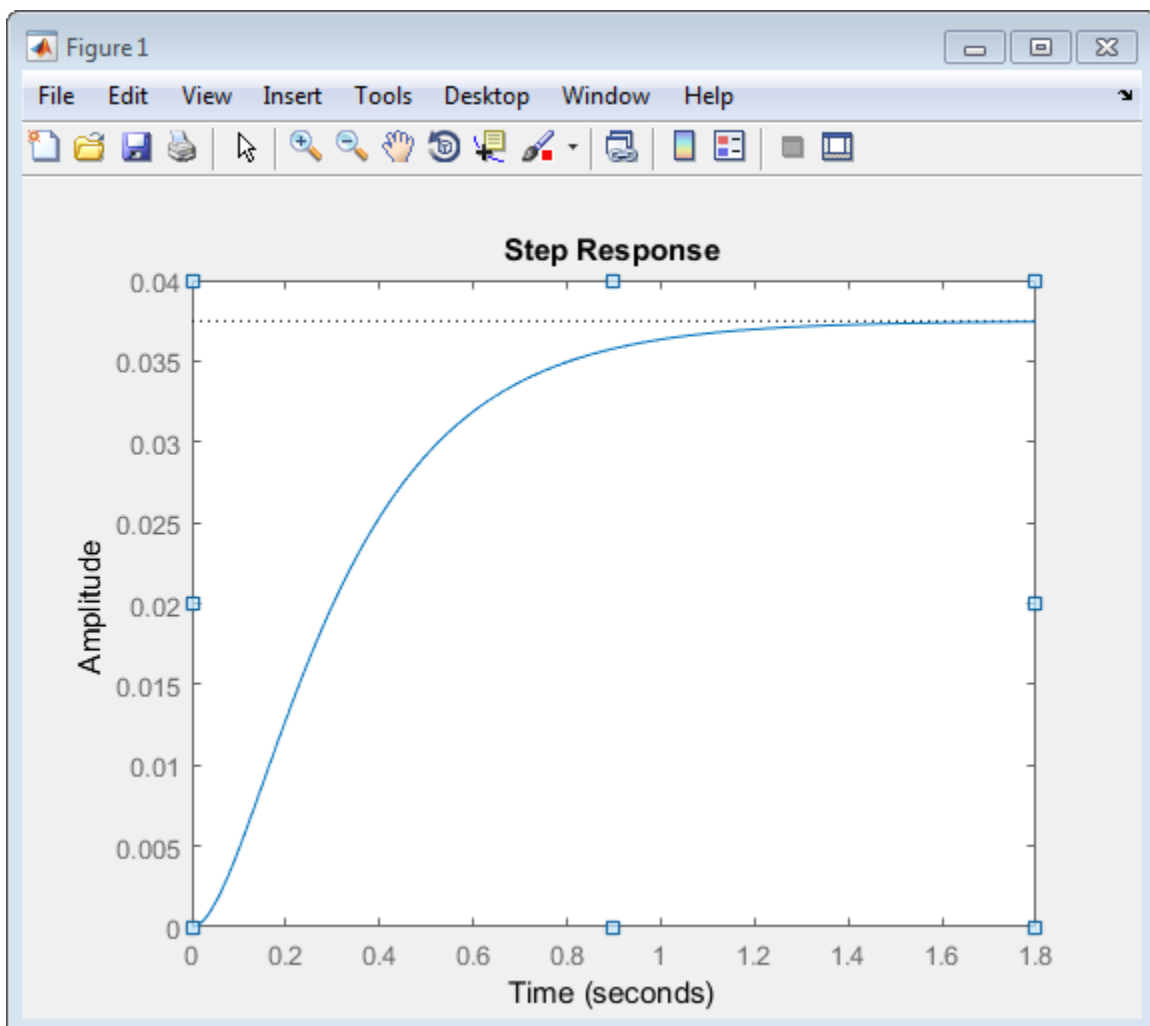 Figure 1
File Edit View Insert Tools Desktop Window Help
Step Response
0.04
0.035
0.03
0.025
0.02
0.015
0.01
0.005
0
Amplitude
0 0.2 0.4 0.6 0.8 1 1.2 1.4 1.6 1.8
Time (seconds)